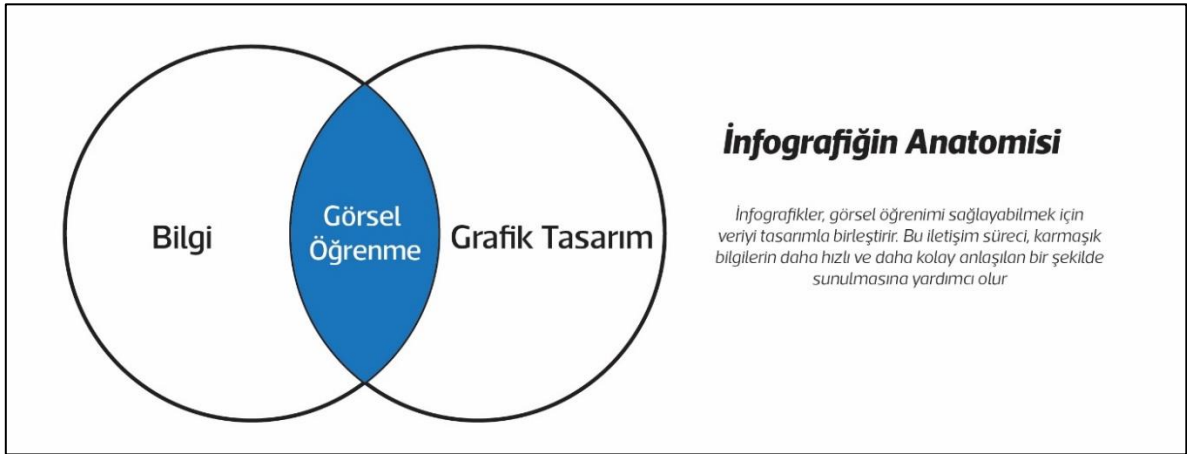 Bilgi
Görsel
Öğrenme
Grafik Tasarım
İnfografiğin Anatomisi
İnfografikler, görsel öğrenimi sağlayabilmek için
veriyi tasarımla birleştirir. Bu iletişim süreci, karmaşık
bilgilerin daha hızlı ve daha kolay anlaşılan bir şekilde
sunulmasına yardımcı olur